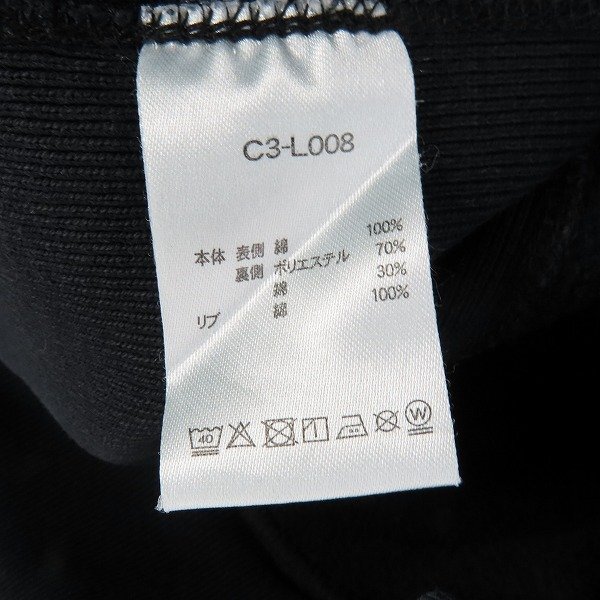 C3-L008
本体 表側 綿 100%
裏側 ポリエステル 70%
綿 30%
リブ 綿 100%
40
W